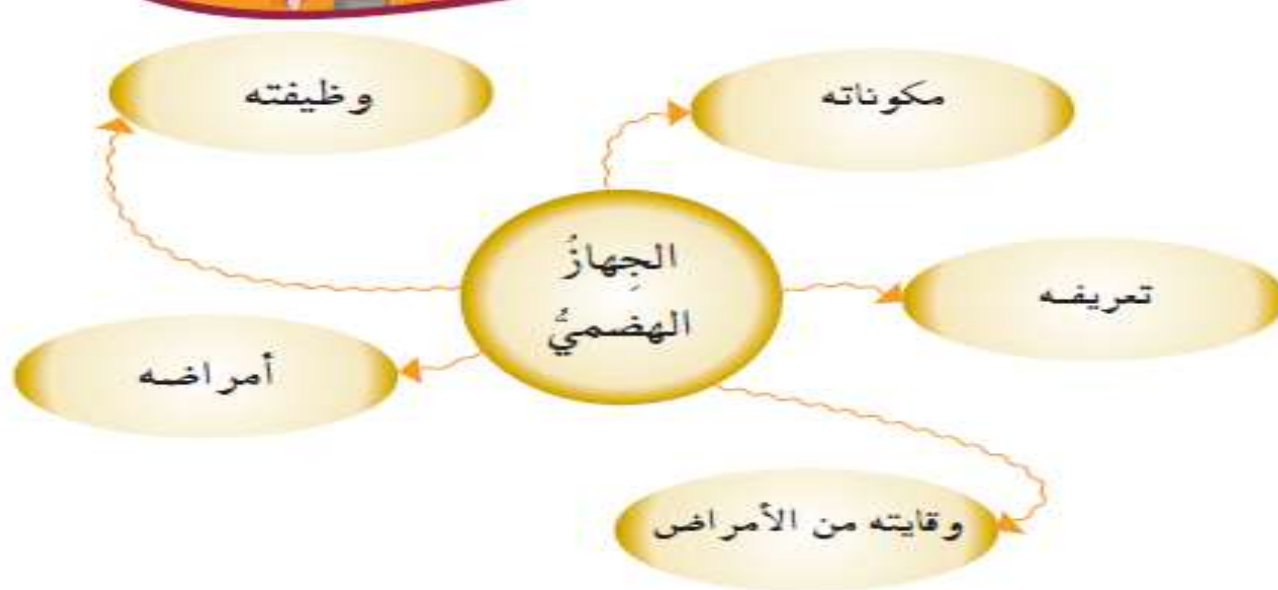 مكوناته
وظيفته
الجِهازُ
الهضميُّ
تعريفه
أمراضه
وقايته من الأمراض